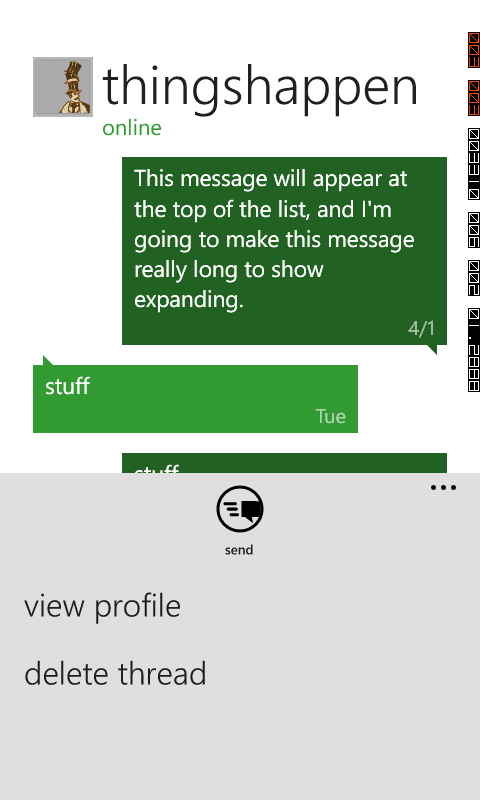 thingshappen
online
This message will appear at
the top of the list, and I'm
going to make this message
really long to show
expanding.
4/1
stuff
Tue
stuff
send
view profile
delete thread